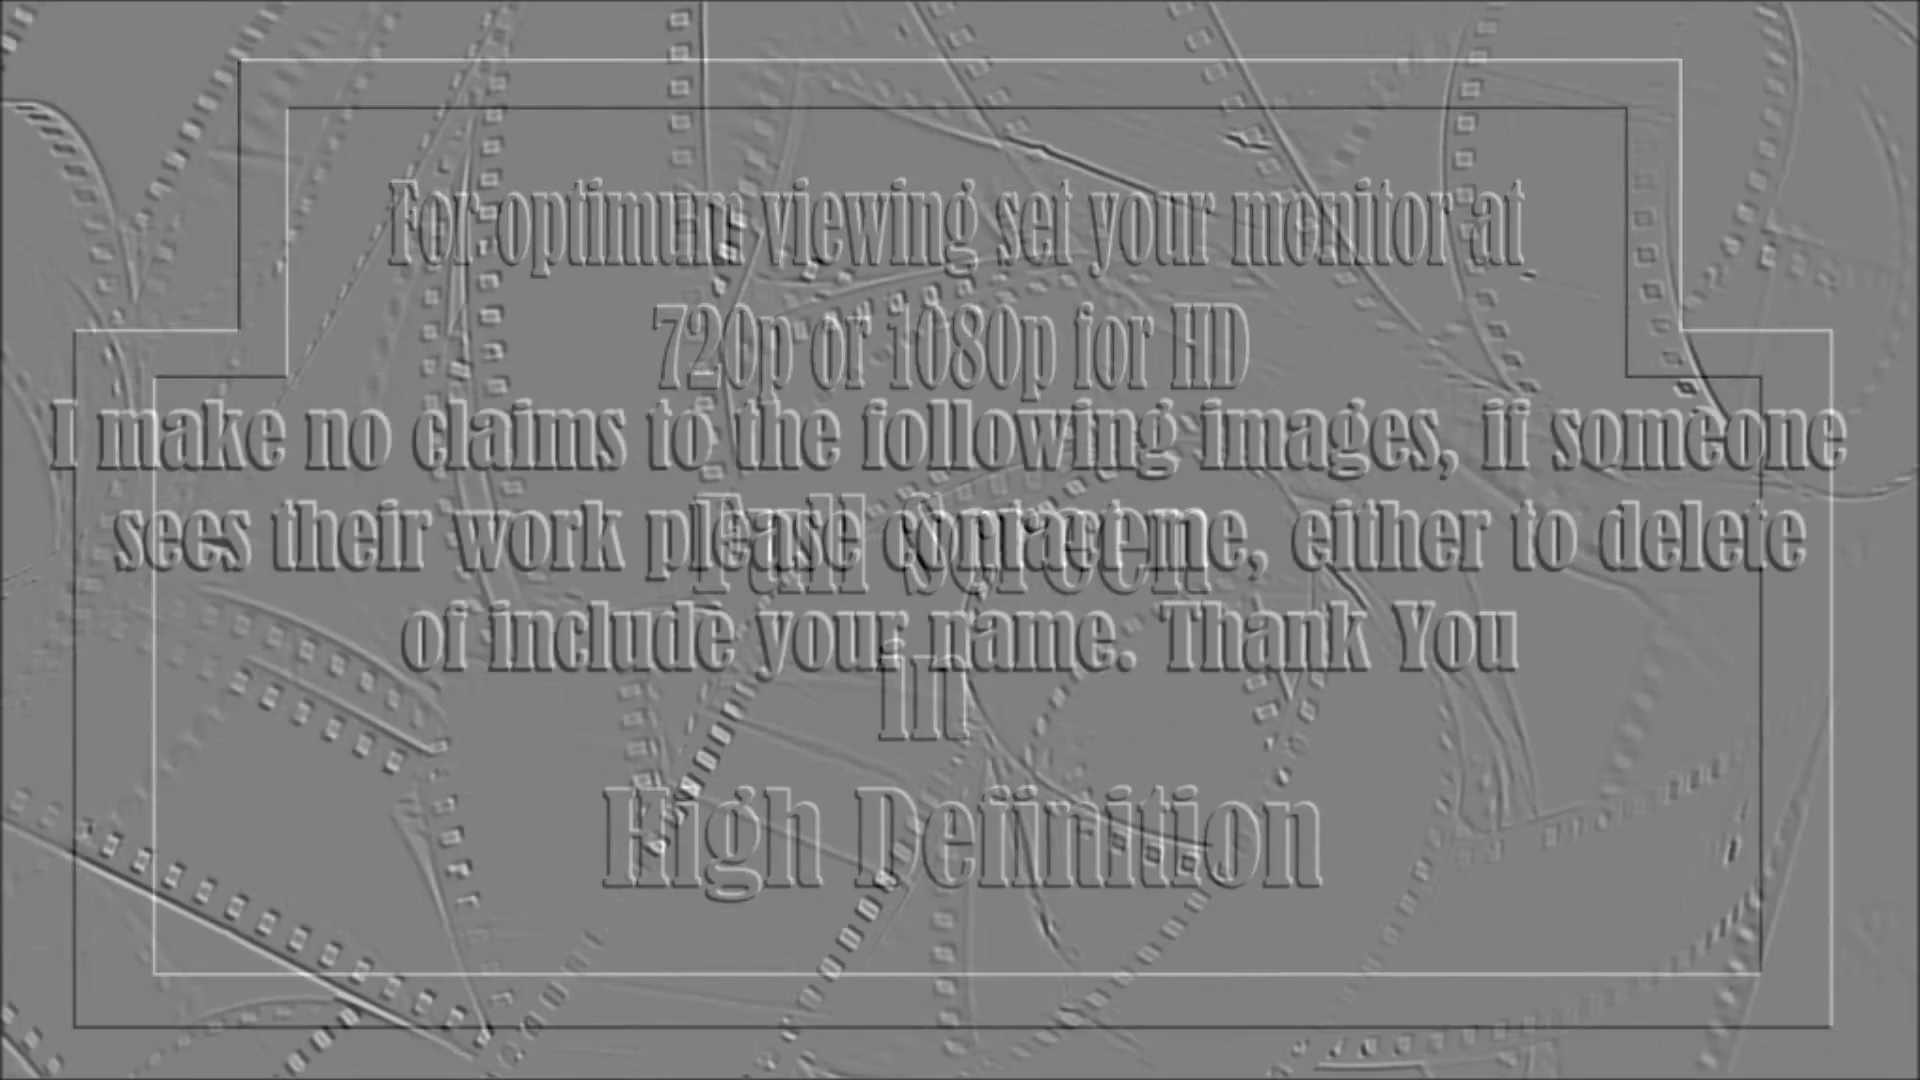 For optimum viewing set your monitor at
720p or 1080p for HD
I make no claims to the following images, if someone
sees their work please contact me, either to delete
Full Screen
of include your name. Thank You
in
High Definition